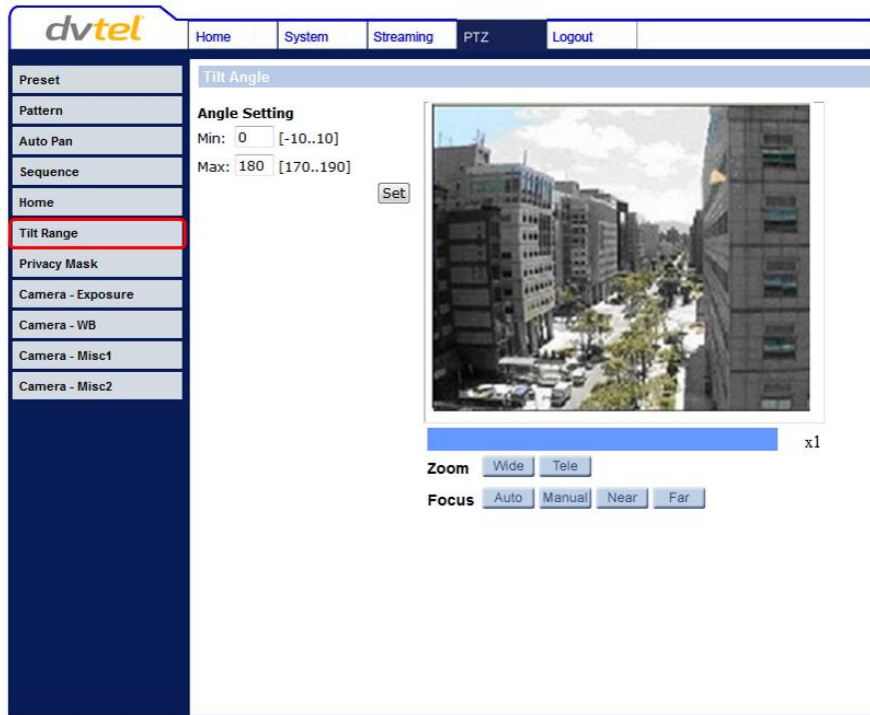 dvtel
Home System Streaming PTZ Logout
Preset
Pattern
Auto Pan
Sequence
Home
Tilt Range
Privacy Mask
Camera - Exposure
Camera - WB
Camera - Misc1
Camera - Misc2
Tilt Angle
Angle Setting
Min: 0 [-10..10]
Max: 180 [170..190]
Set
x1
Zoom Wide Tele
Focus Auto Manual Near Far